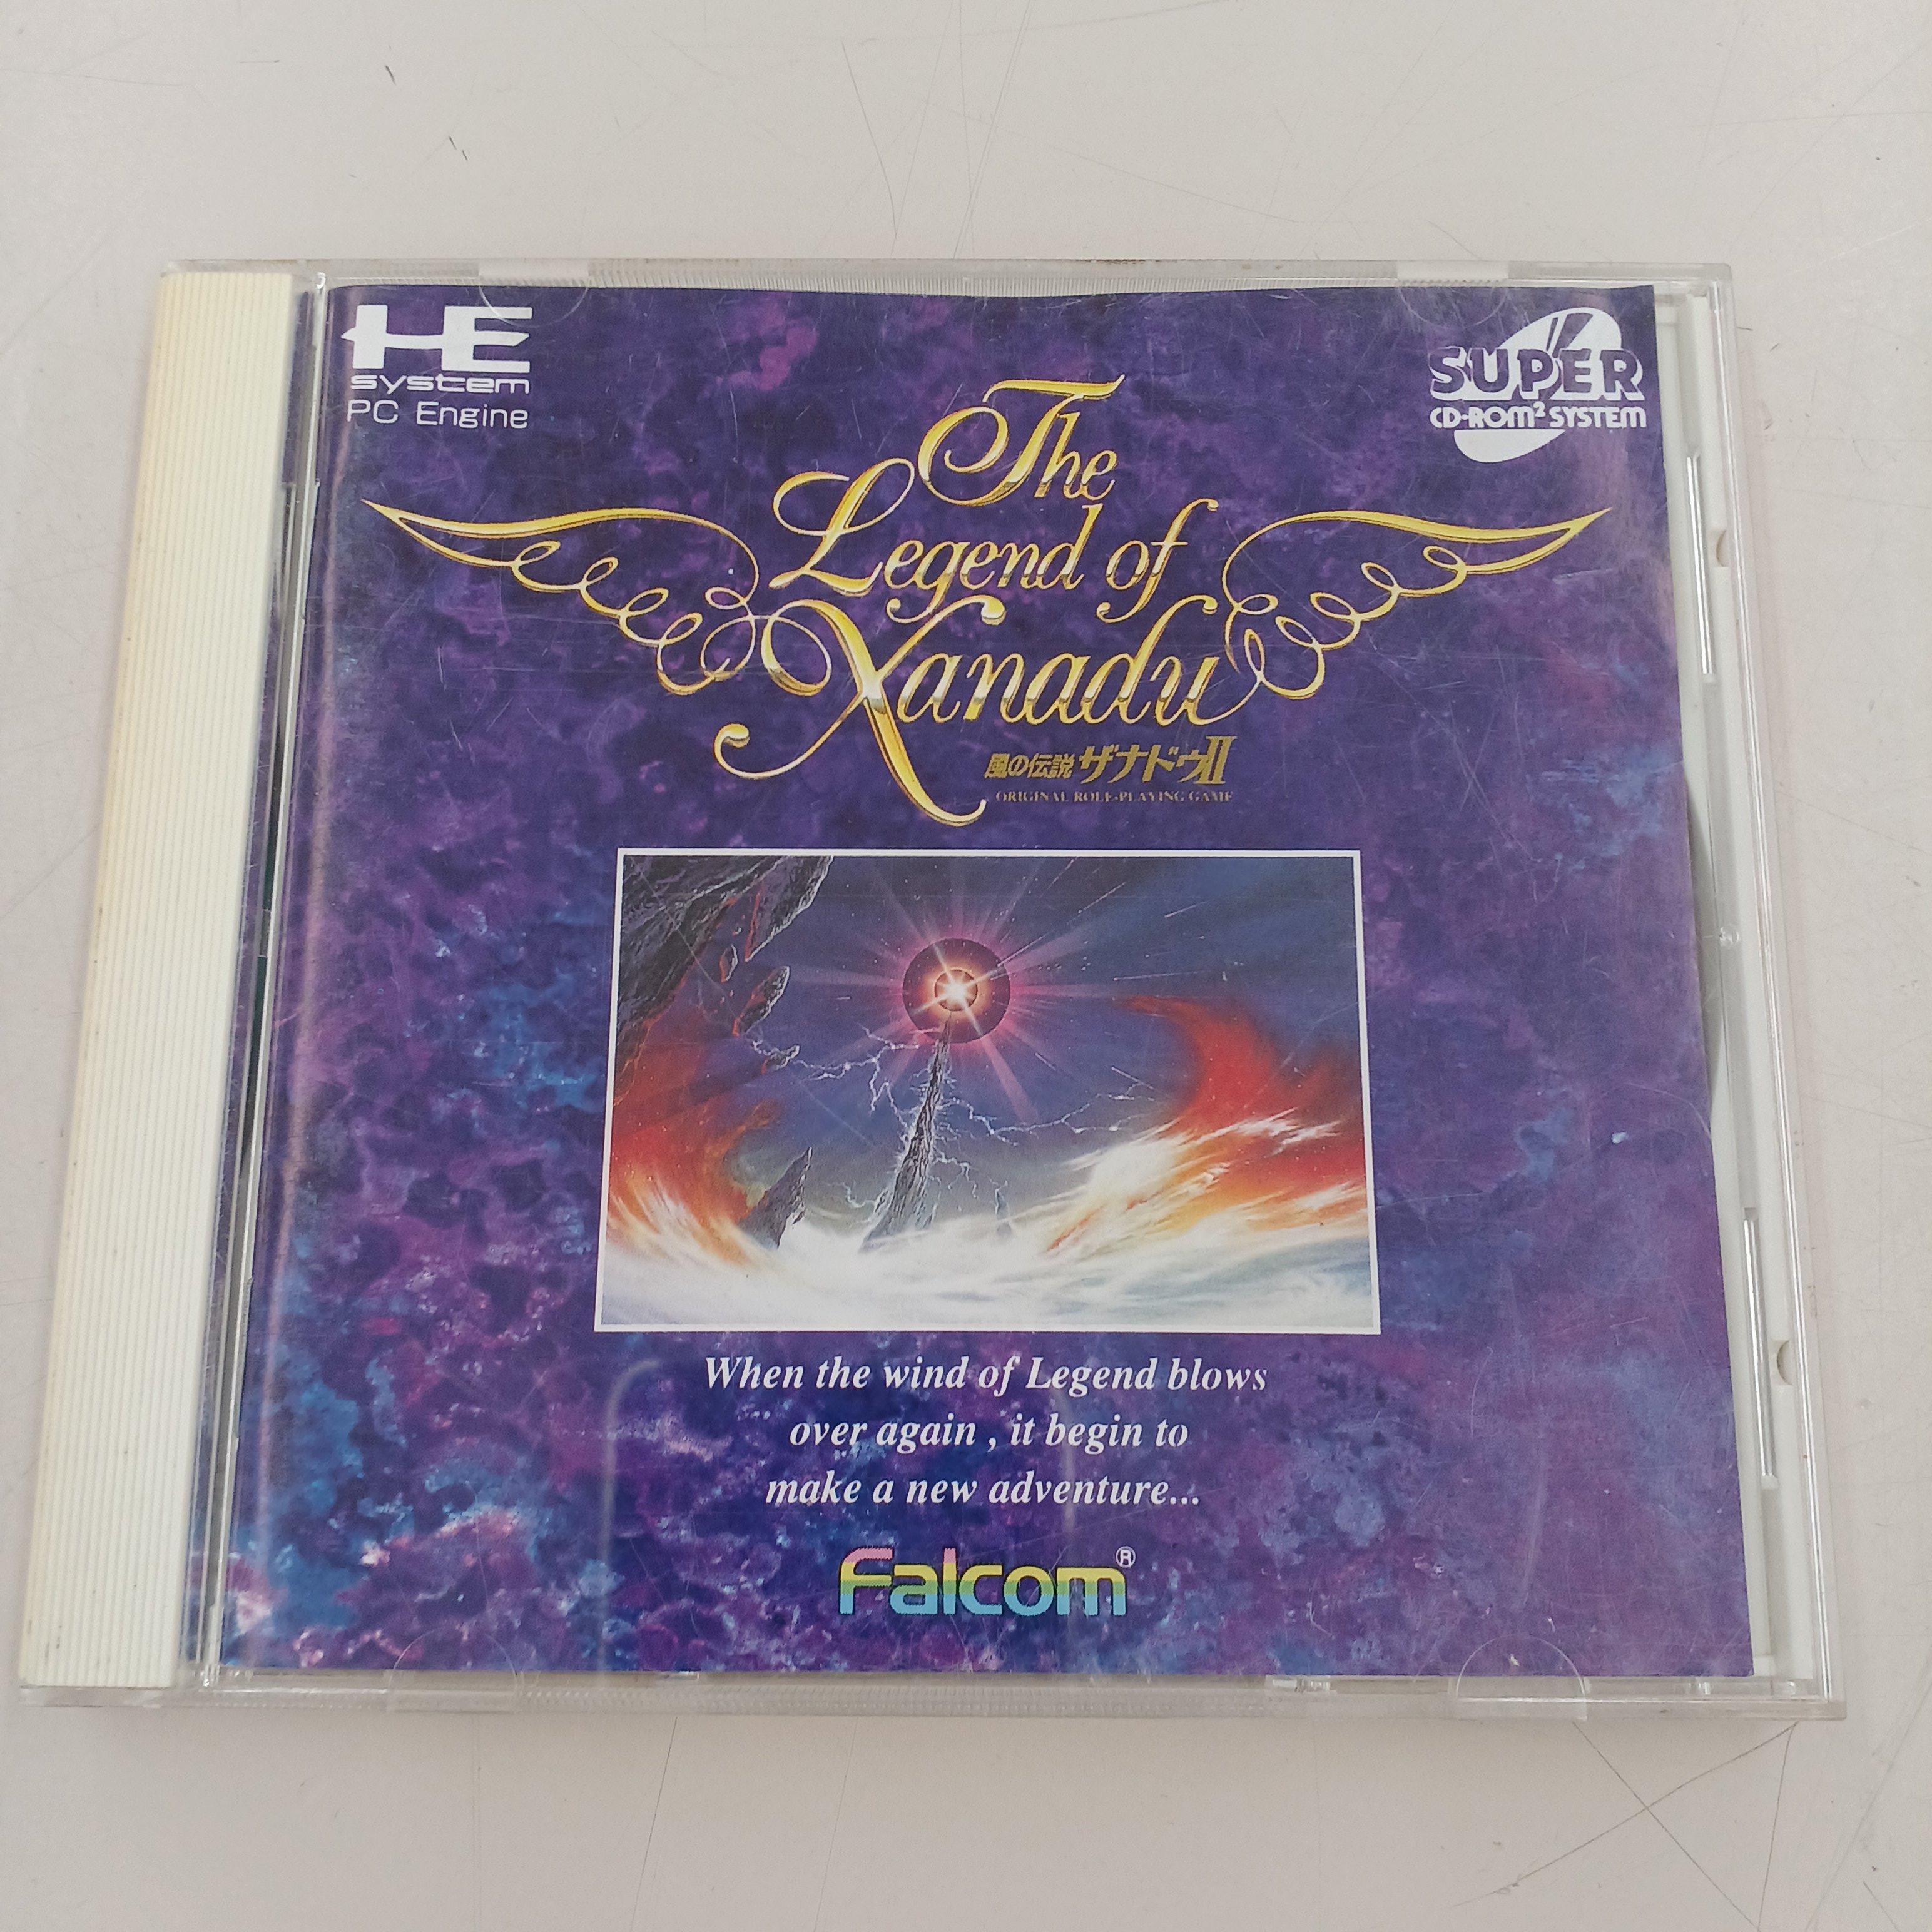 HE
system
PC Engine
SUPER
CD-ROM² SYSTEM
The
Legend of
Xanadu
風の伝説 ザナドゥII
ORIGINAL ROLE-PLAYING GAME
When the wind of Legend blows
over again , it begin to
make a new adventure...
Falcom®